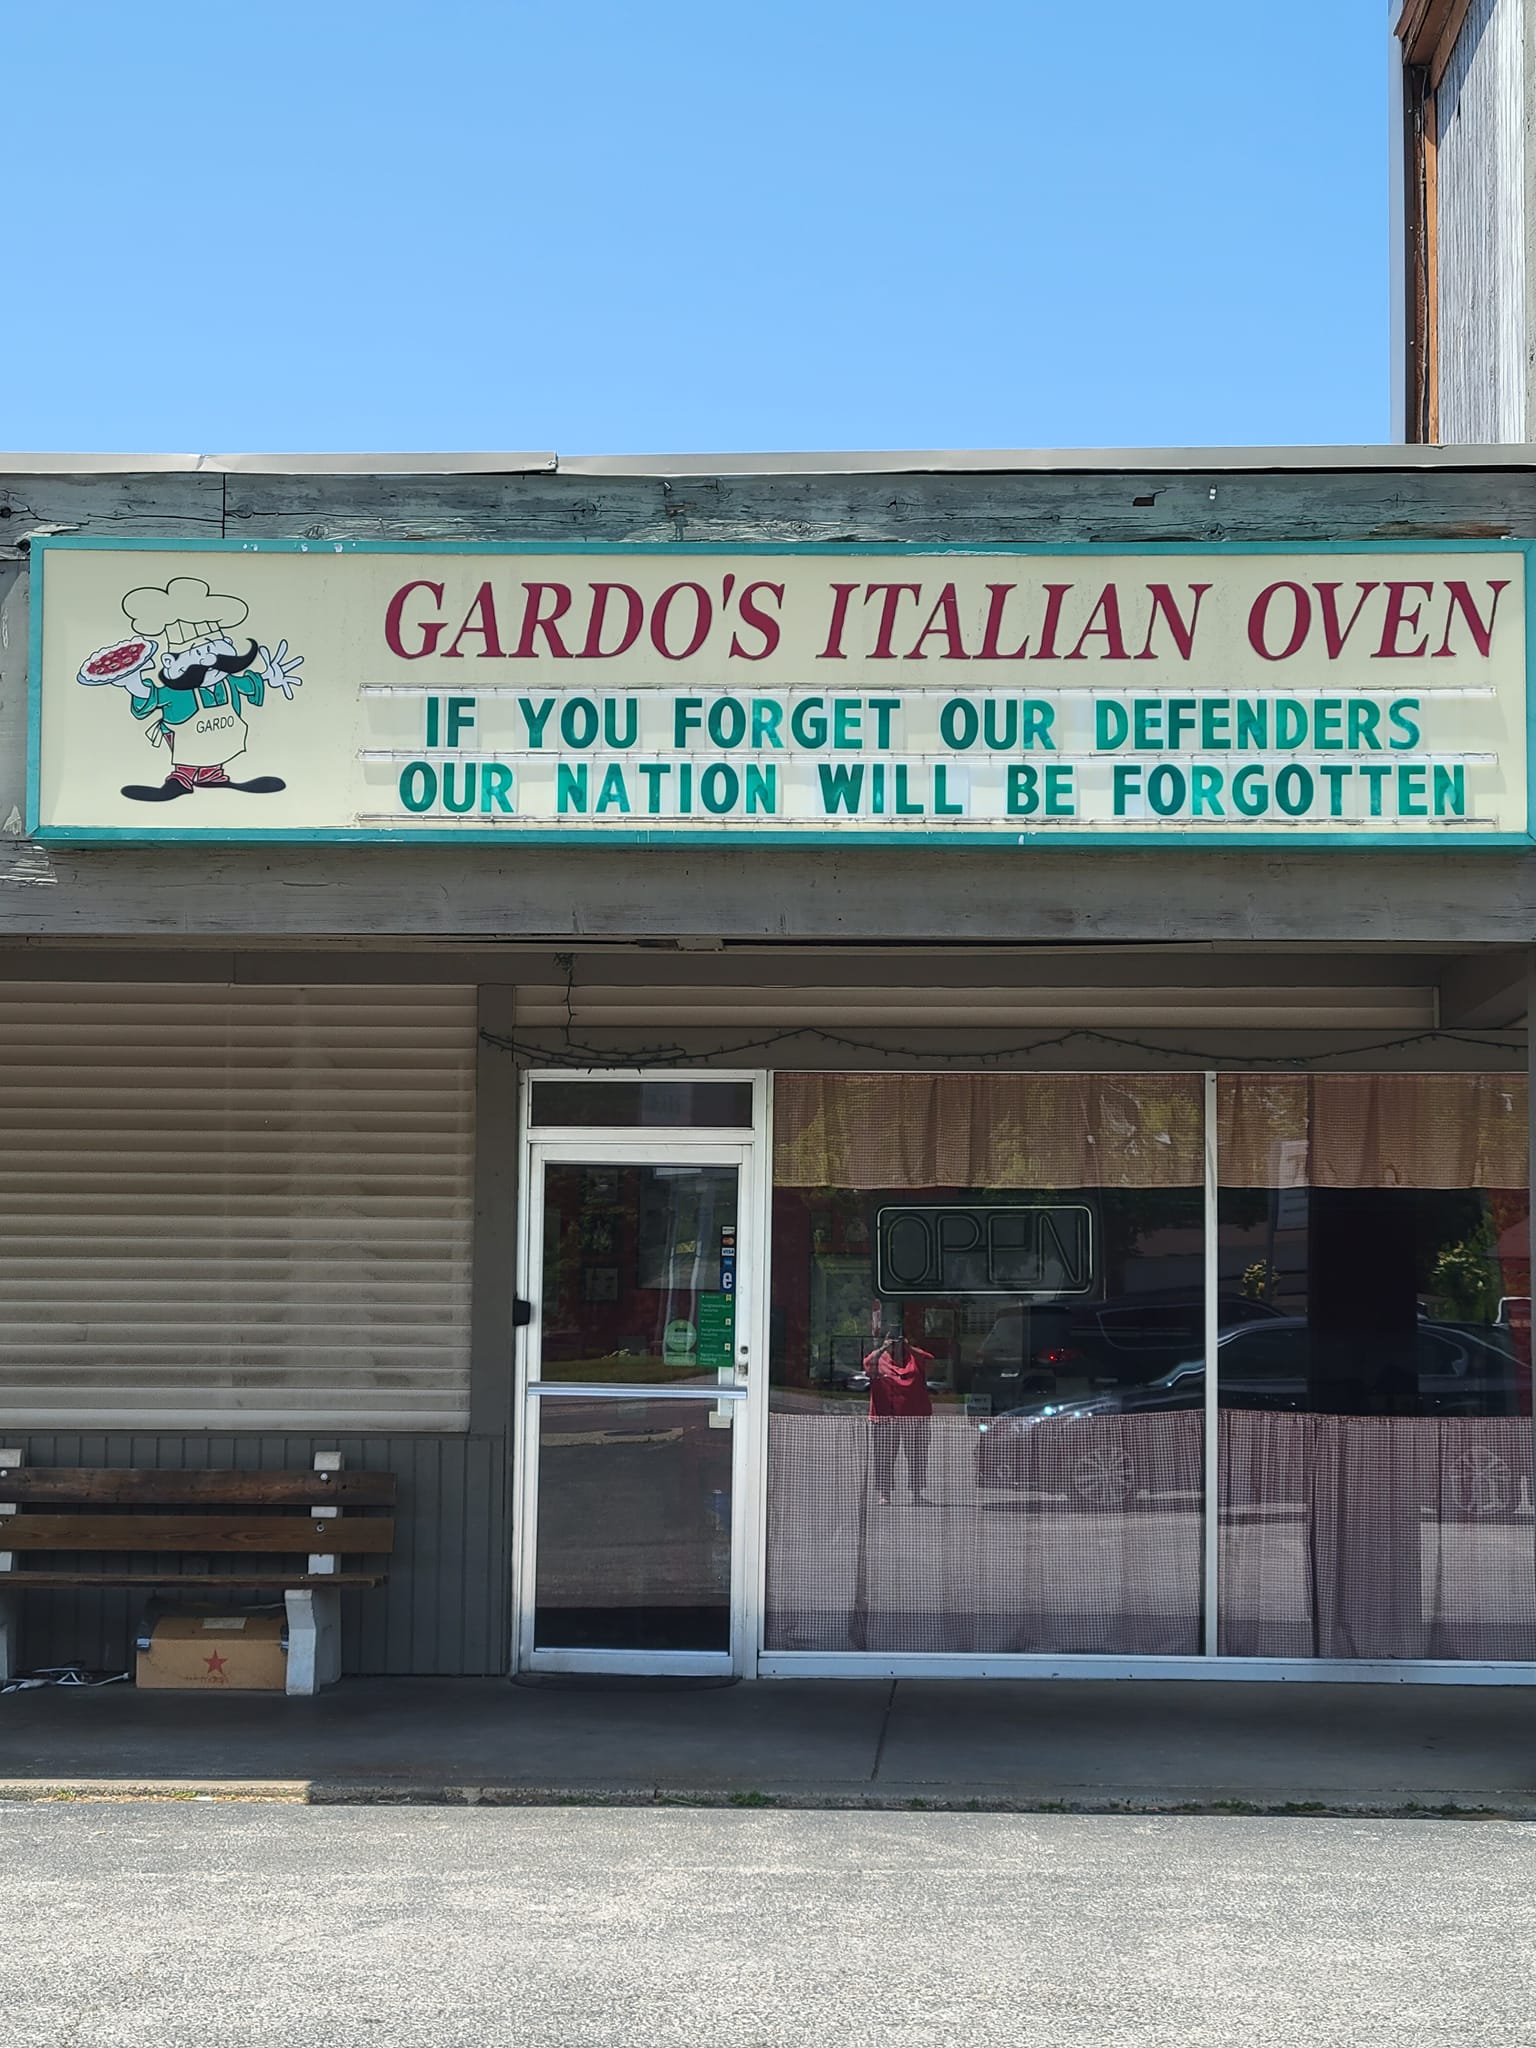 GARDO'S ITALIAN OVEN
GARDO
IF YOU FORGET OUR DEFENDERS
OUR NATION WILL BE FORGOTTEN
OPEN
VISA
e